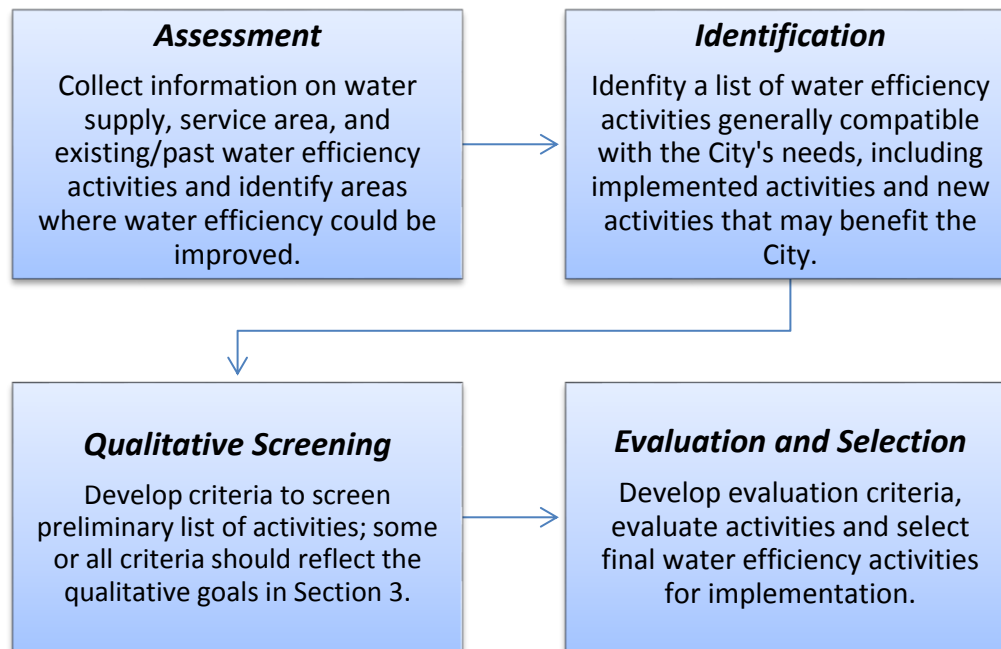 Assessment
Collect information on water
supply, service area, and
existing/past water efficiency
activities and identify areas
where water efficiency could be
improved.
Identification
Idenfity a list of water efficiency
activities generally compatible
with the City's needs, including
implemented activities and new
activities that may benefit the
City.
Qualitative Screening
Develop criteria to screen
preliminary list of activities; some
or all criteria should reflect the
qualitative goals in Section 3.
Evaluation and Selection
Develop evaluation criteria,
evaluate activities and select
final water efficiency activities
for implementation.